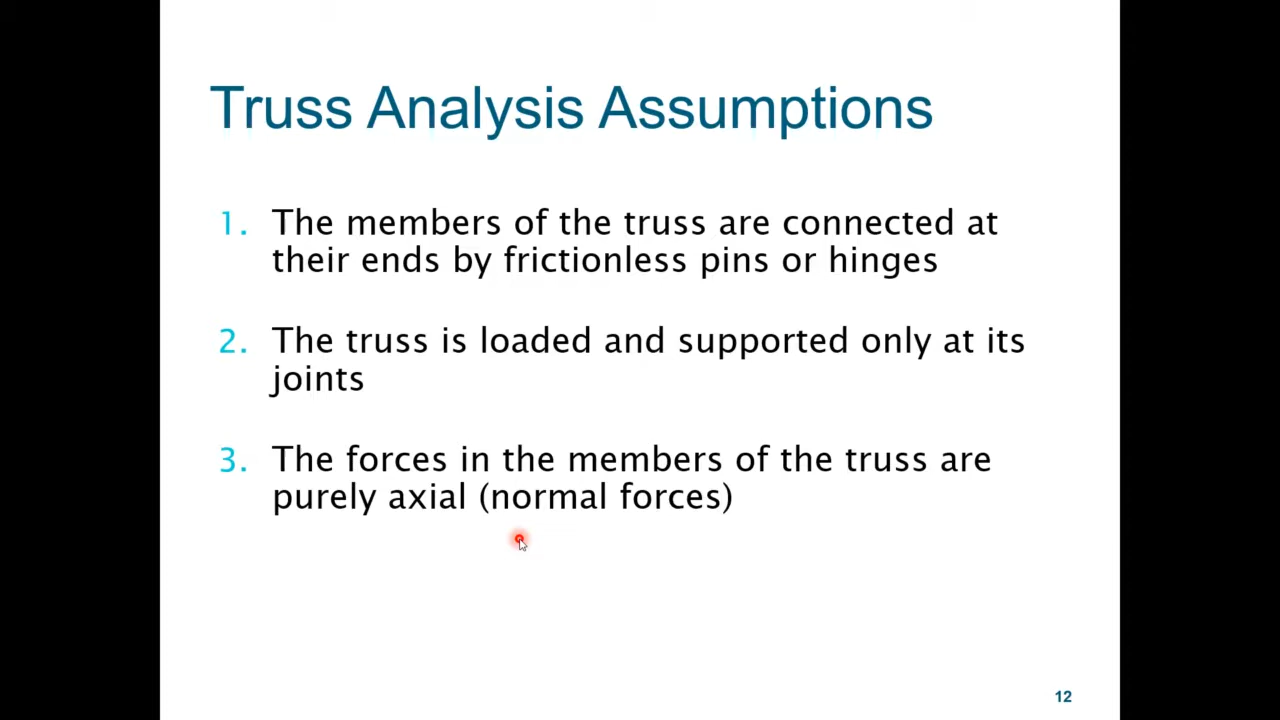 Truss Analysis Assumptions
1. The members of the truss are connected at
their ends by frictionless pins or hinges
2. The truss is loaded and supported only at its
joints
3. The forces in the members of the truss are
purely axial (normal forces)
12